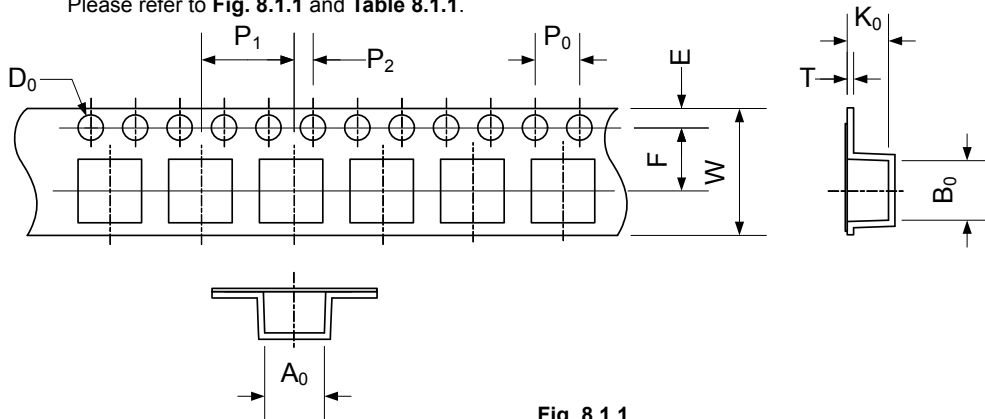 Please refer to Fig. 8.1.1 and Table 8.1.1.
P₁
P₂
P₀
E
K₀
D₀
T
F
W
B₀
A₀
Fig. 8.1.1